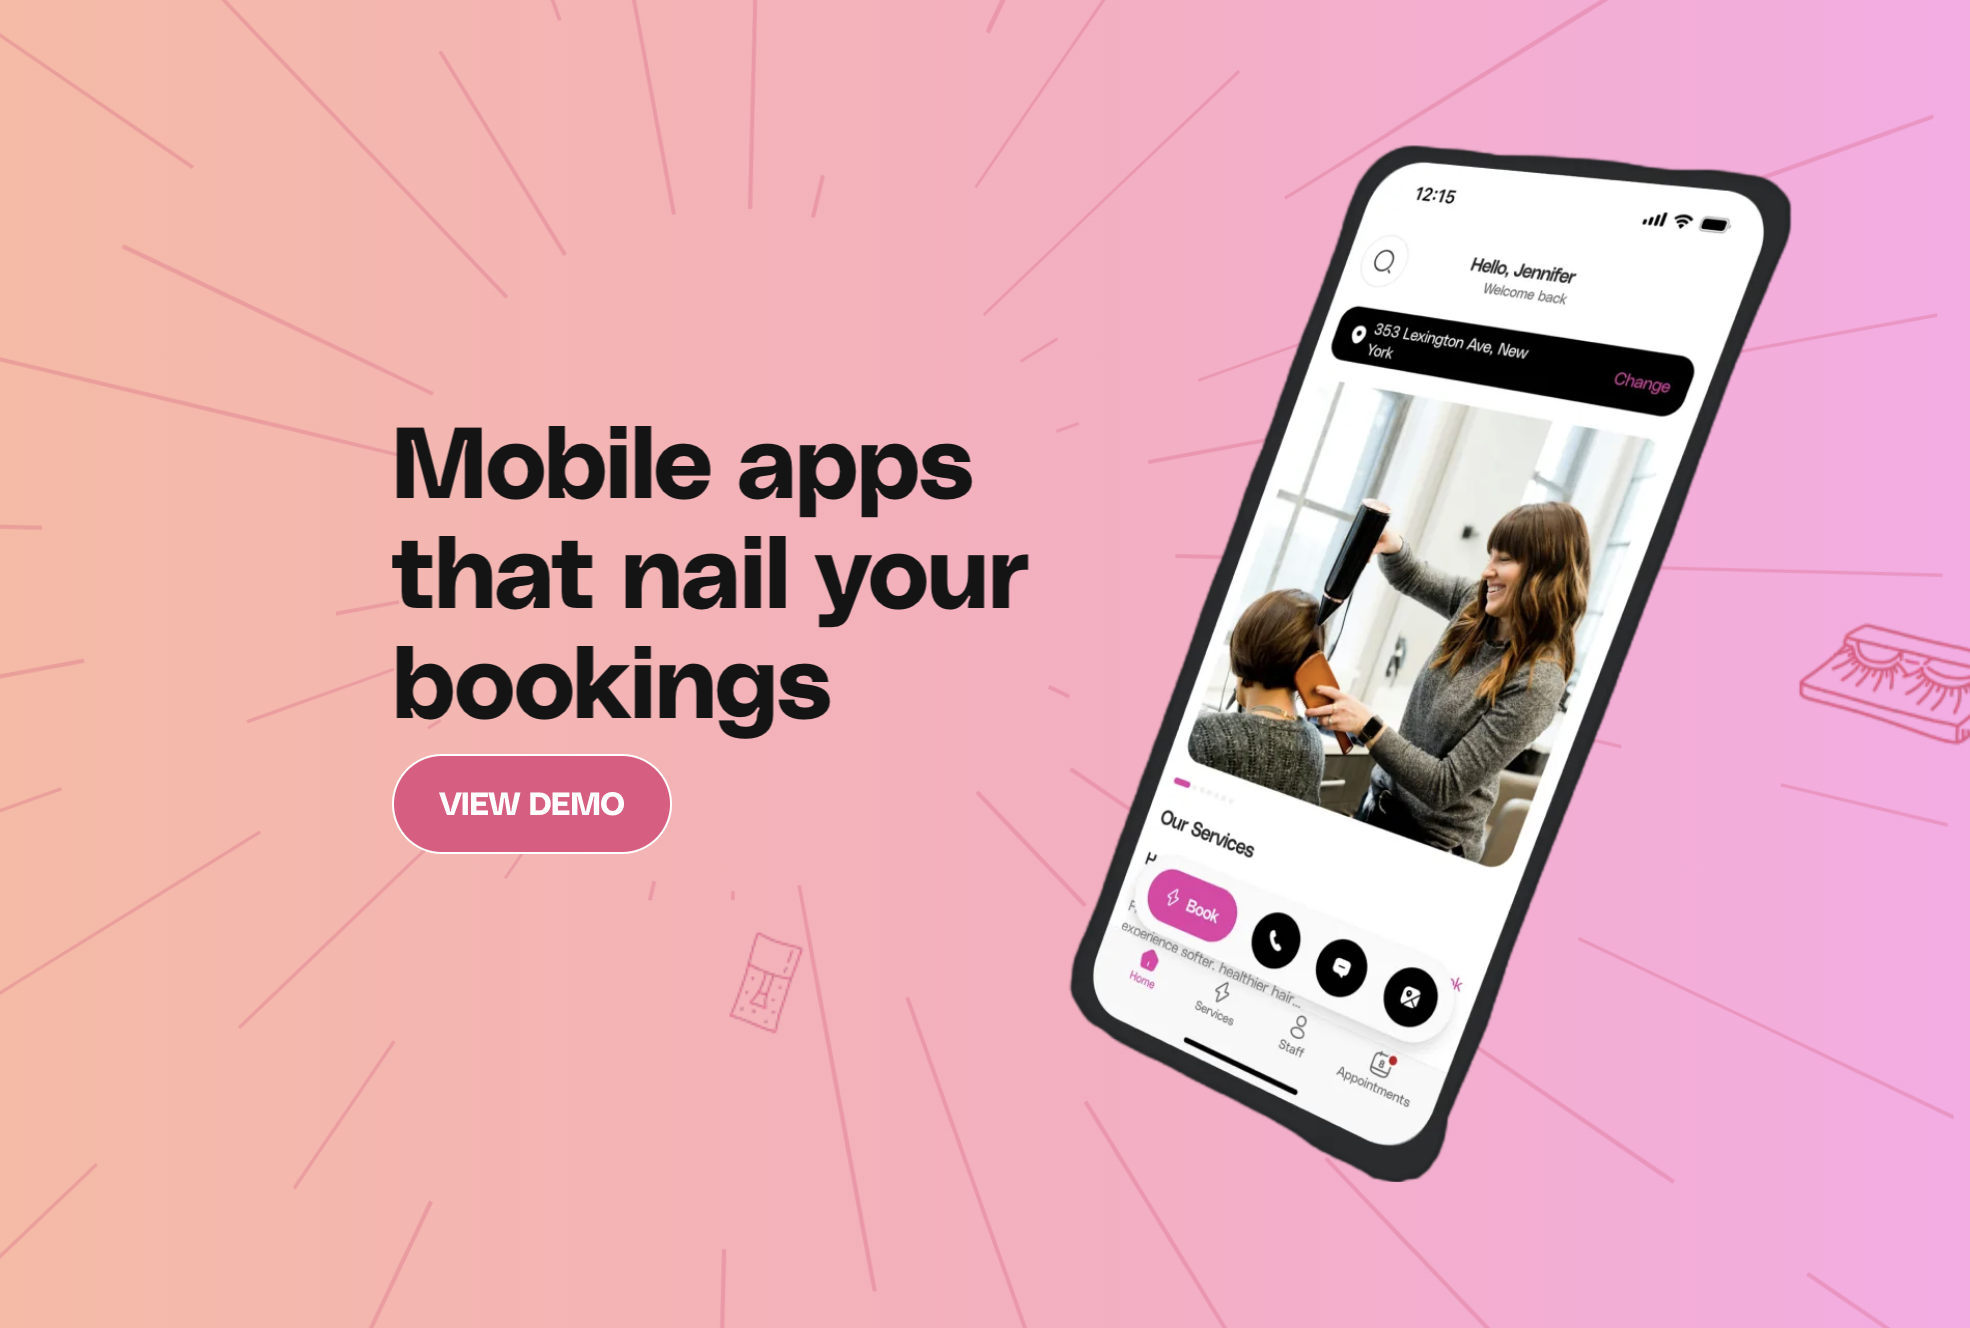 Mobile apps
that nail your
bookings
VIEW DEMO
12:15
Hello, Jennifer
Welcome back
353 Lexington Ave, New
York
Change
Our Services
Book
experience softer, healthier hair...
Home
Services
Staff
8
Appointments